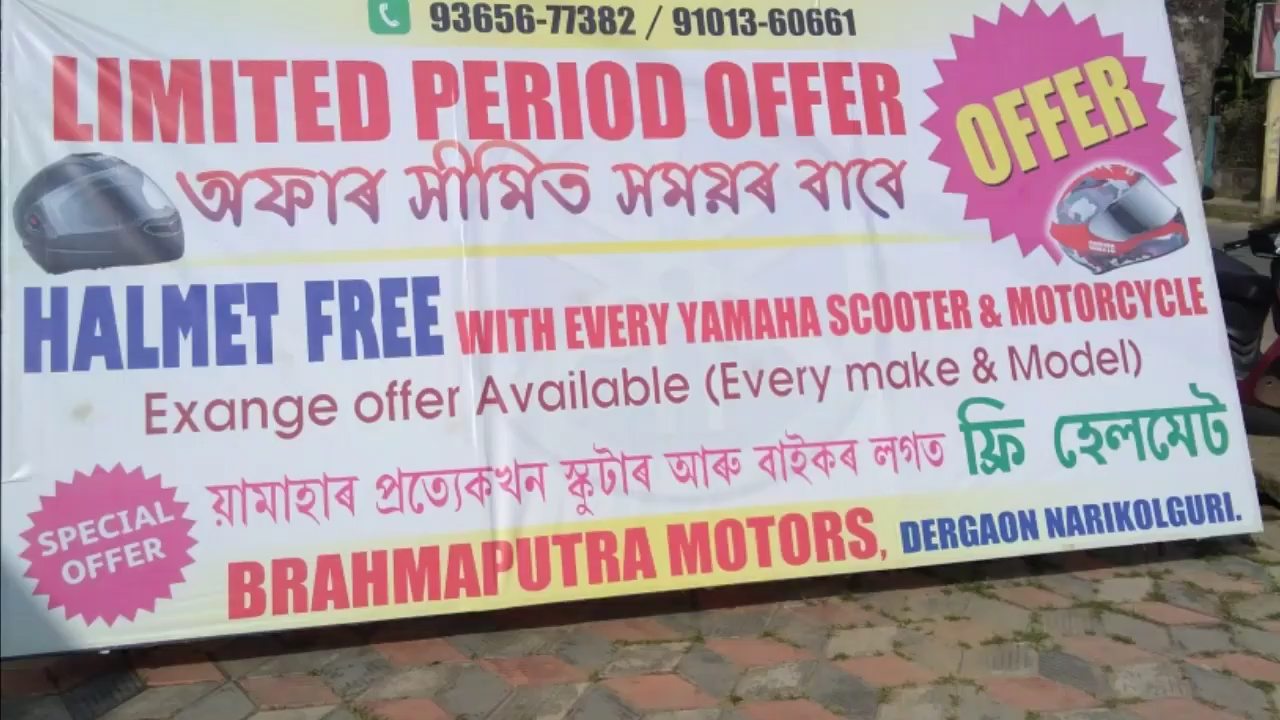 93656-77382 / 91013-60661
LIMITED PERIOD OFFER
OFFER
অফাৰ সীমিত সময়ৰ বাবে
HALMET FREE WITH EVERY YAMAHA SCOOTER & MOTORCYCLE
Exange offer Available (Every make & Model)
য়ামাহাৰ প্ৰত্যেকখন স্কুটাৰ আৰু বাইকৰ লগত ফ্ৰি হেলমেট
SPECIAL
OFFER
BRAHMAPUTRA MOTORS, DERGAON NARIKOLGURI.